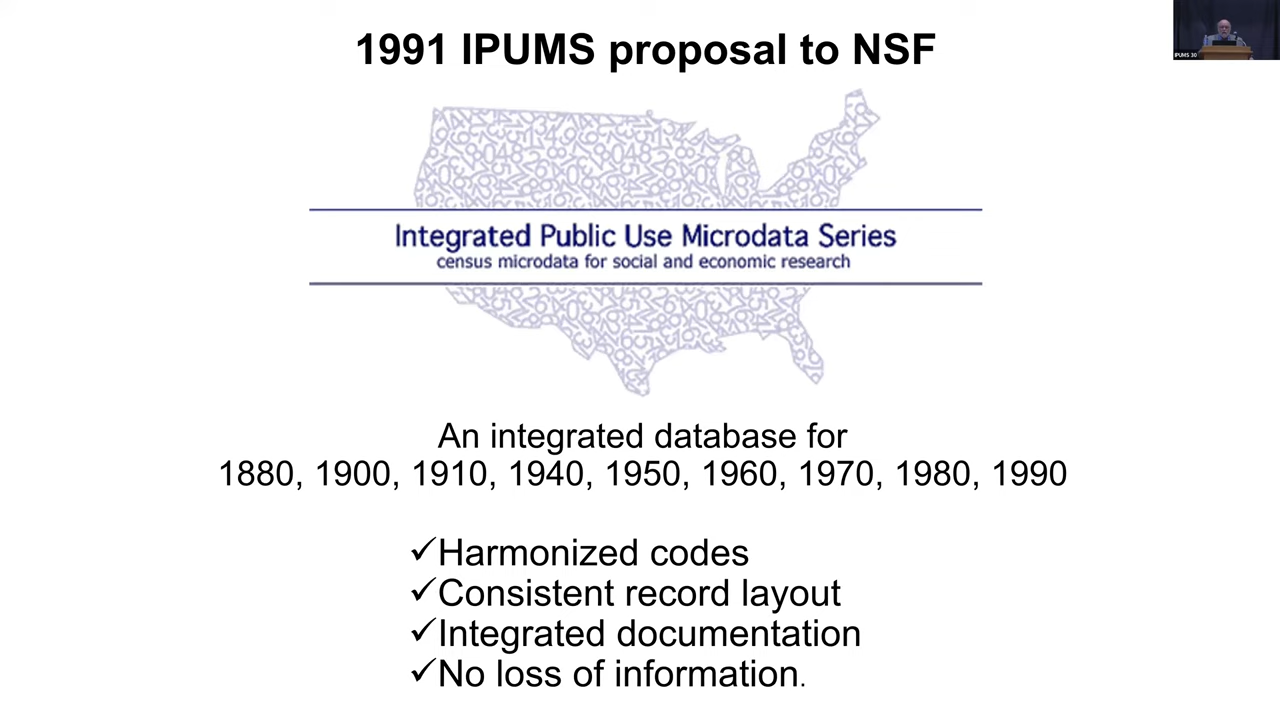 1991 IPUMS proposal to NSF
IPUMS 30
Integrated Public Use Microdata Series
census microdata for social and economic research
An integrated database for
1880, 1900, 1910, 1940, 1950, 1960, 1970, 1980, 1990
✓Harmonized codes
✓Consistent record layout
✓Integrated documentation
✓No loss of information.